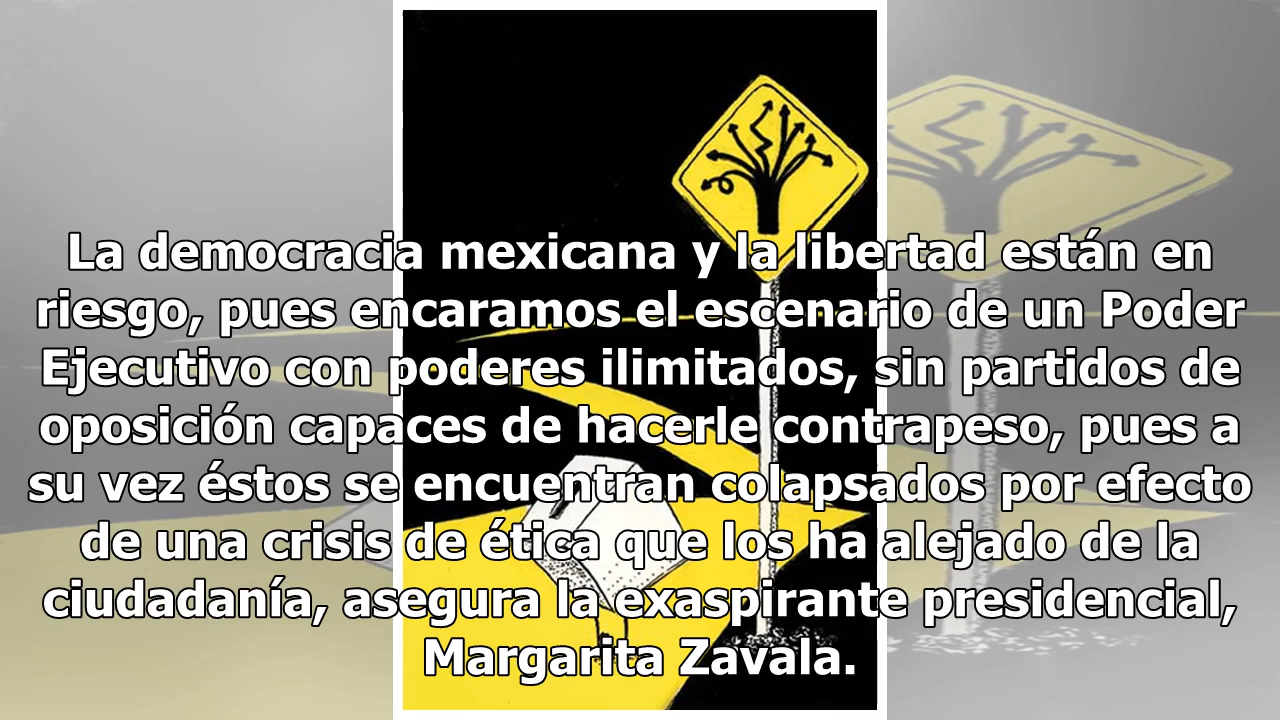 La democracia mexicana y la libertad están en
riesgo, pues encaramos el escenario de un Poder
Ejecutivo con poderes ilimitados, sin partidos de
oposición capaces de hacerle contrapeso, pues a
su vez éstos se encuentran colapsados por efecto
de una crisis de ética que los ha alejado de la
ciudadanía, asegura la exaspirante presidencial,
Margarita Zavala.